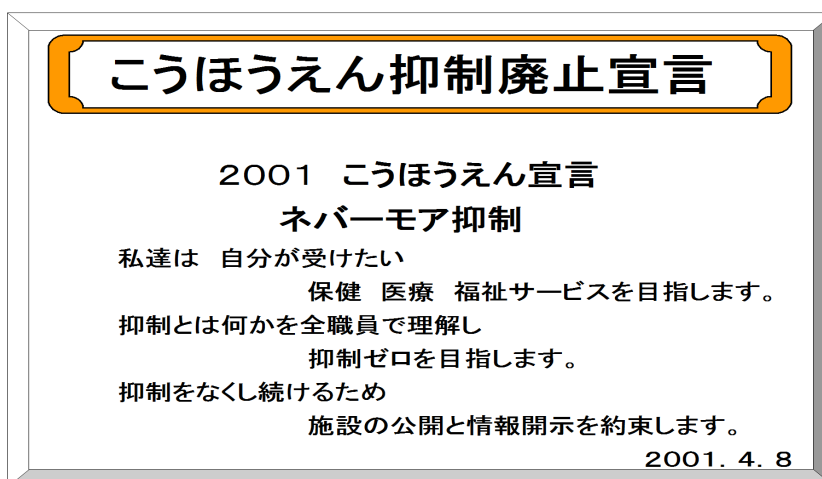 こうほうえん抑制廃止宣言
2001　こうほうえん宣言
ネバーモア抑制
私達は　自分が受けたい
保健　医療　福祉サービスを目指します。
抑制とは何かを全職員で理解し
抑制ゼロを目指します。
抑制をなくし続けるため
施設の公開と情報開示を約束します。
2001．4．8